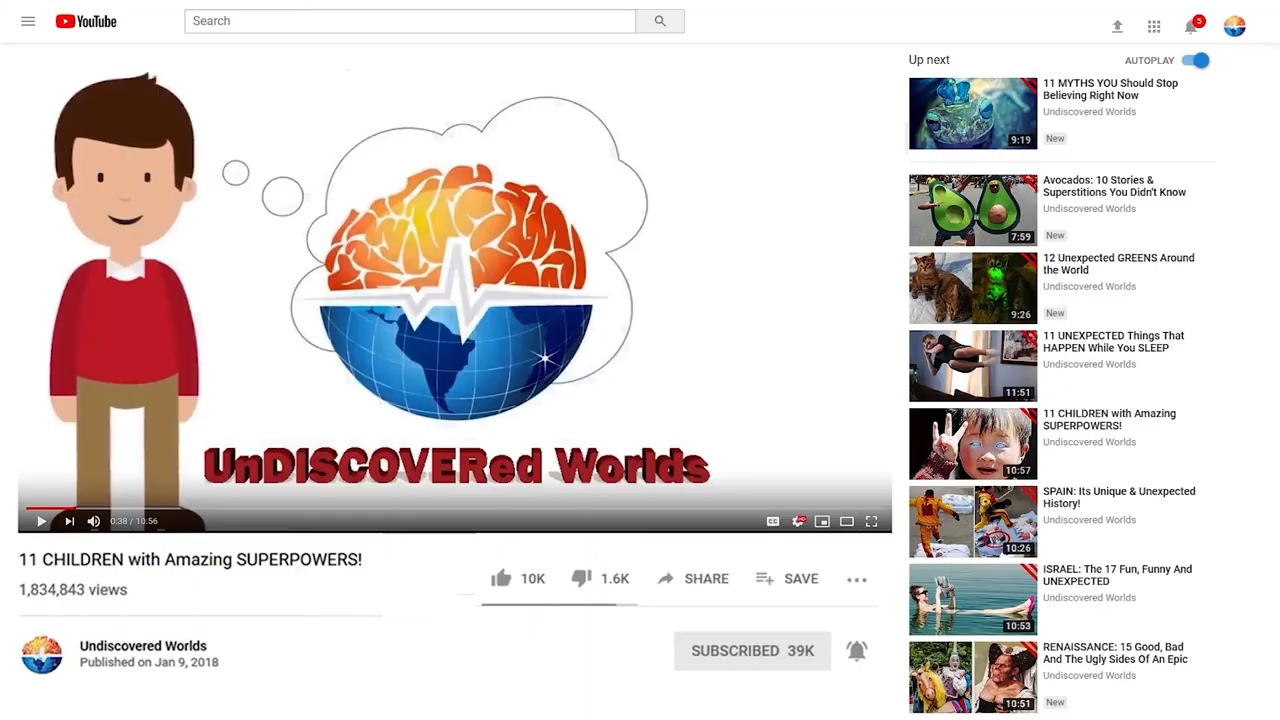 YouTube
Search
5
Up next
AUTOPLAY
11 MYTHS YOU Should Stop
Believing Right Now
Undiscovered Worlds
New
9:19
Avocados: 10 Stories &
Superstitions You Didn't Know
Undiscovered Worlds
New
7:59
12 Unexpected GREENS Around
the World
Undiscovered Worlds
New
9:26
11 UNEXPECTED Things That
HAPPEN While You SLEEP
Undiscovered Worlds
11:51
11 CHILDREN with Amazing
SUPERPOWERS!
Undiscovered Worlds
10:57
SPAIN: Its Unique & Unexpected
History!
Undiscovered Worlds
10:26
ISRAEL: The 17 Fun, Funny And
UNEXPECTED
Undiscovered Worlds
10:53
RENAISSANCE: 15 Good, Bad
And The Ugly Sides Of An Epic
Undiscovered Worlds
New
10:51
UnDISCOVERed Worlds
0:38 / 10:56
CC
HD
11 CHILDREN with Amazing SUPERPOWERS!
1,834,843 views
10K
1.6K
SHARE
SAVE
Undiscovered Worlds
Published on Jan 9, 2018
SUBSCRIBED 39K